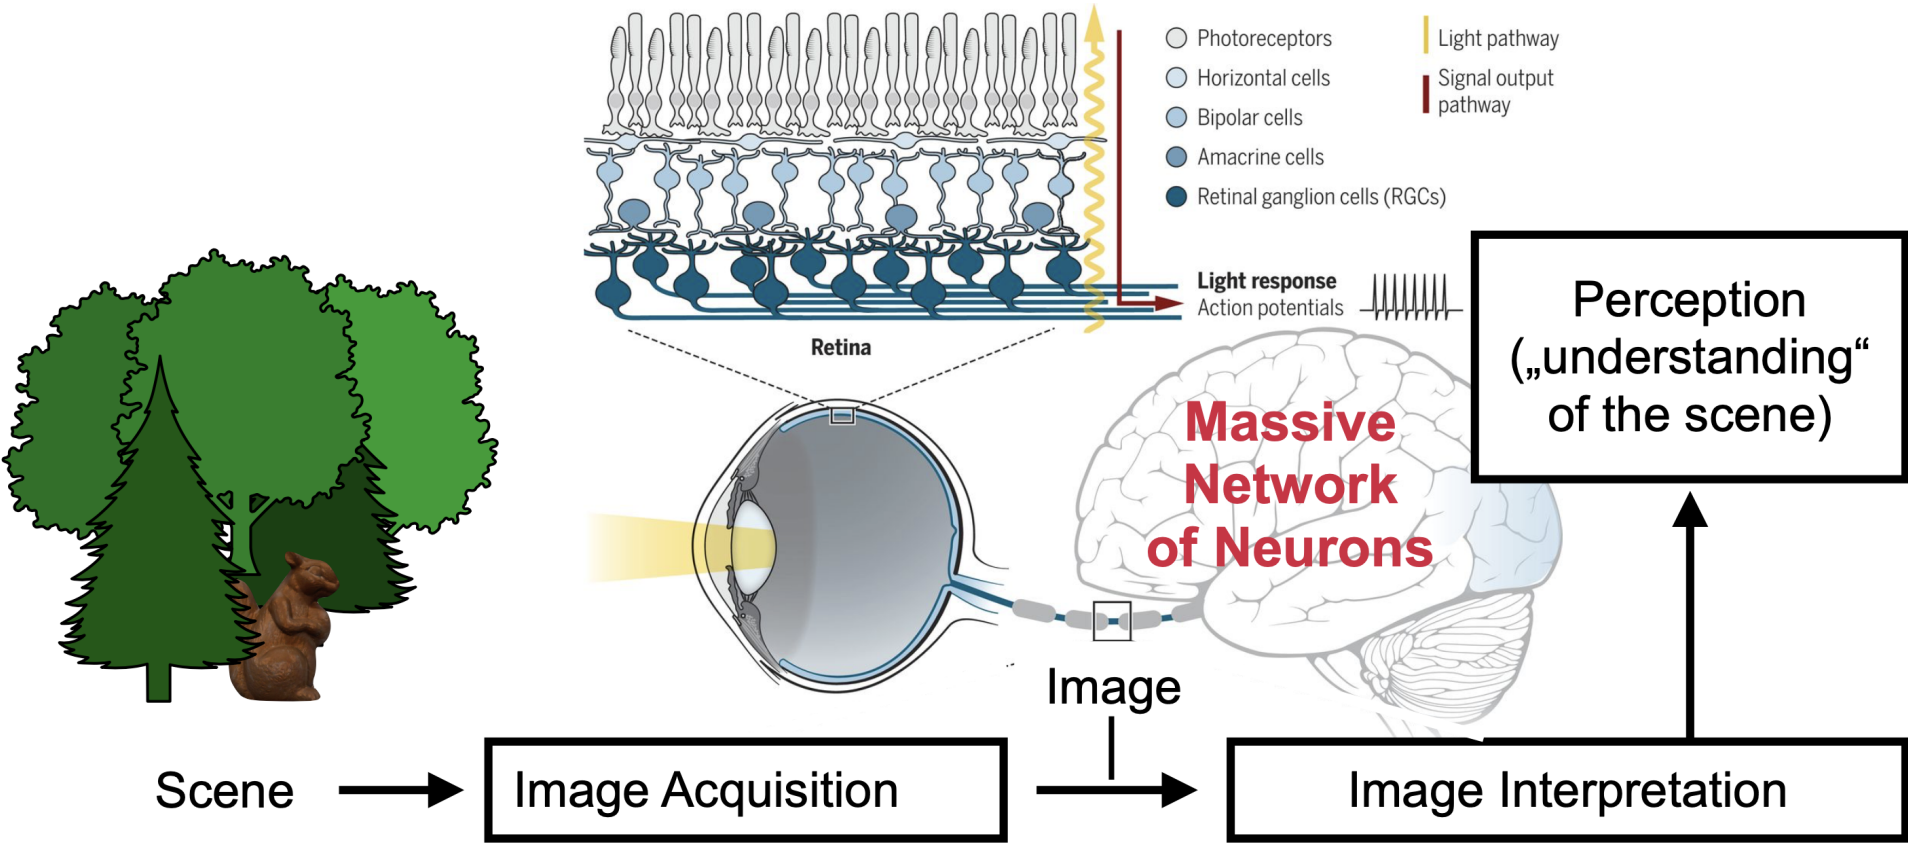 Photoreceptors
Horizontal cells
Bipolar cells
Amacrine cells
Retinal ganglion cells (RGCs)
Light pathway
Signal output
pathway
Light response
Action potentials
Retina
Massive
Network
of Neurons
Perception
(„understanding“
of the scene)
Image
Scene
Image Acquisition
Image Interpretation